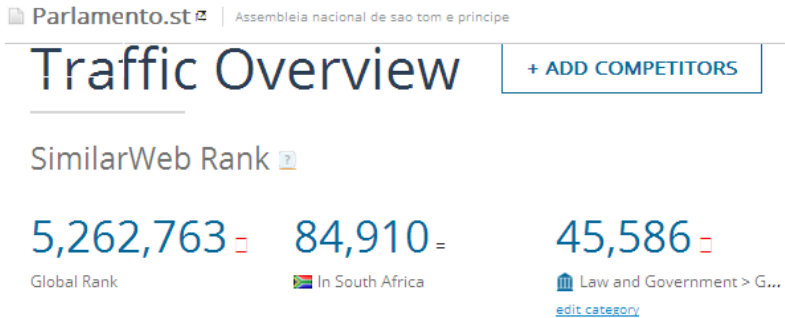 Parlamento.st Assembleia nacional de sao tom e principe
Traffic Overview + ADD COMPETITORS
SimilarWeb Rank ?
5,262,763 84,910 = 45,586
Global Rank In South Africa Law and Government > G...
edit category